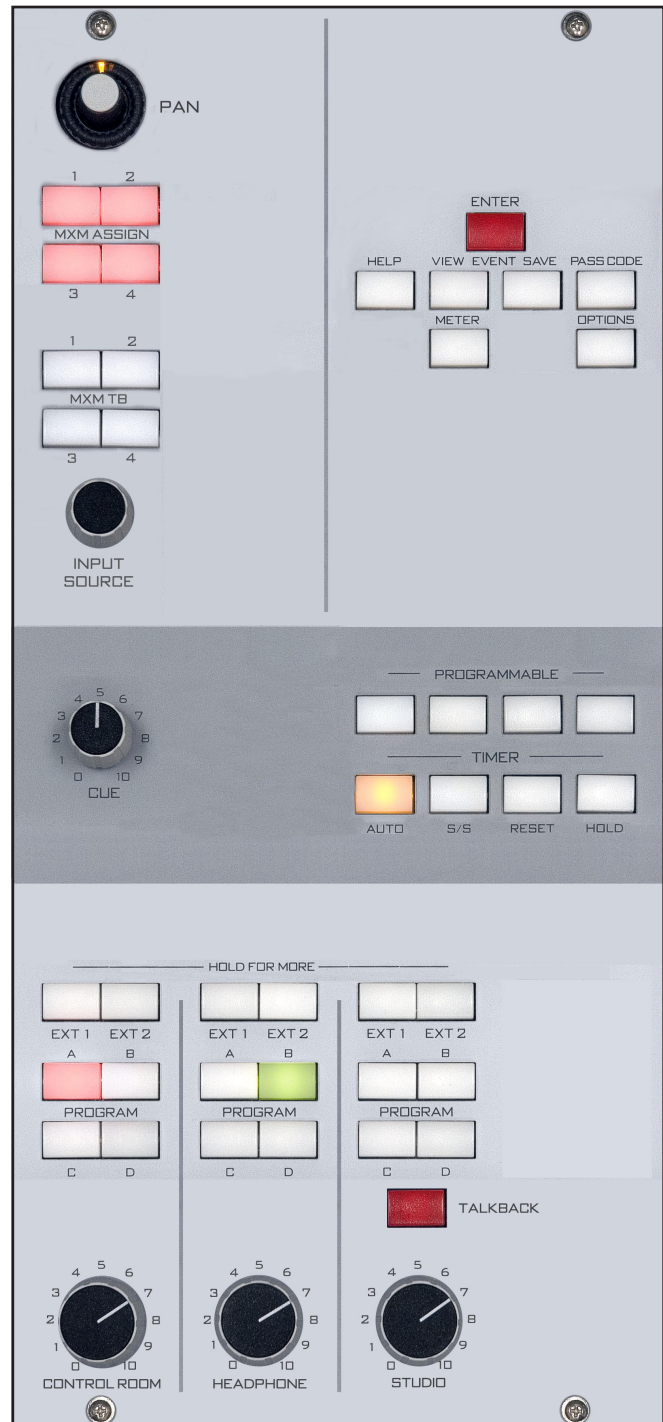 PAN
1 2
MXM ASSIGN
3 4
1 2
MXM TB
3 4
INPUT
SOURCE
ENTER
HELP VIEW EVENT SAVE PASS CODE
METER OPTIONS
0 1 2 3 4 5 6 7 8 9 10
CUE
PROGRAMMABLE
TIMER
AUTO S/S RESET HOLD
HOLD FOR MORE
EXT 1 EXT 2 EXT 1 EXT 2 EXT 1 EXT 2
A B A B A B
PROGRAM PROGRAM PROGRAM
C D C D C D
TALKBACK
0 1 2 3 4 5 6 7 8 9 10
CONTROL ROOM
0 1 2 3 4 5 6 7 8 9 10
HEADPHONE
0 1 2 3 4 5 6 7 8 9 10
STUDIO